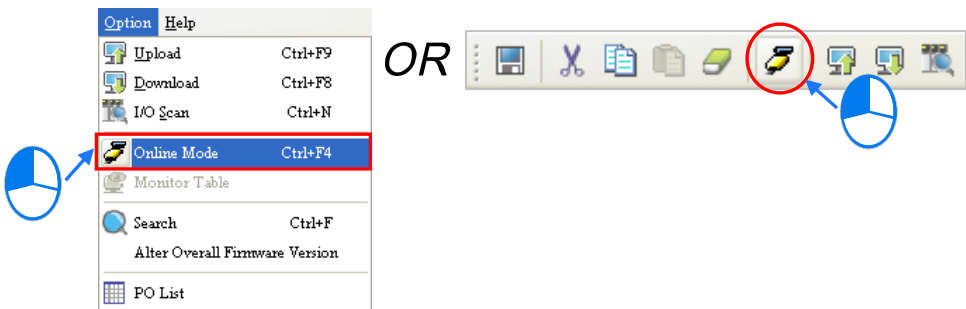 Option Help
Upload Ctrl+F9
Download Ctrl+F8
I/O Scan Ctrl+N
Online Mode Ctrl+F4
Monitor Table
Search Ctrl+F
Alter Overall Firmware Version
PO List
OR